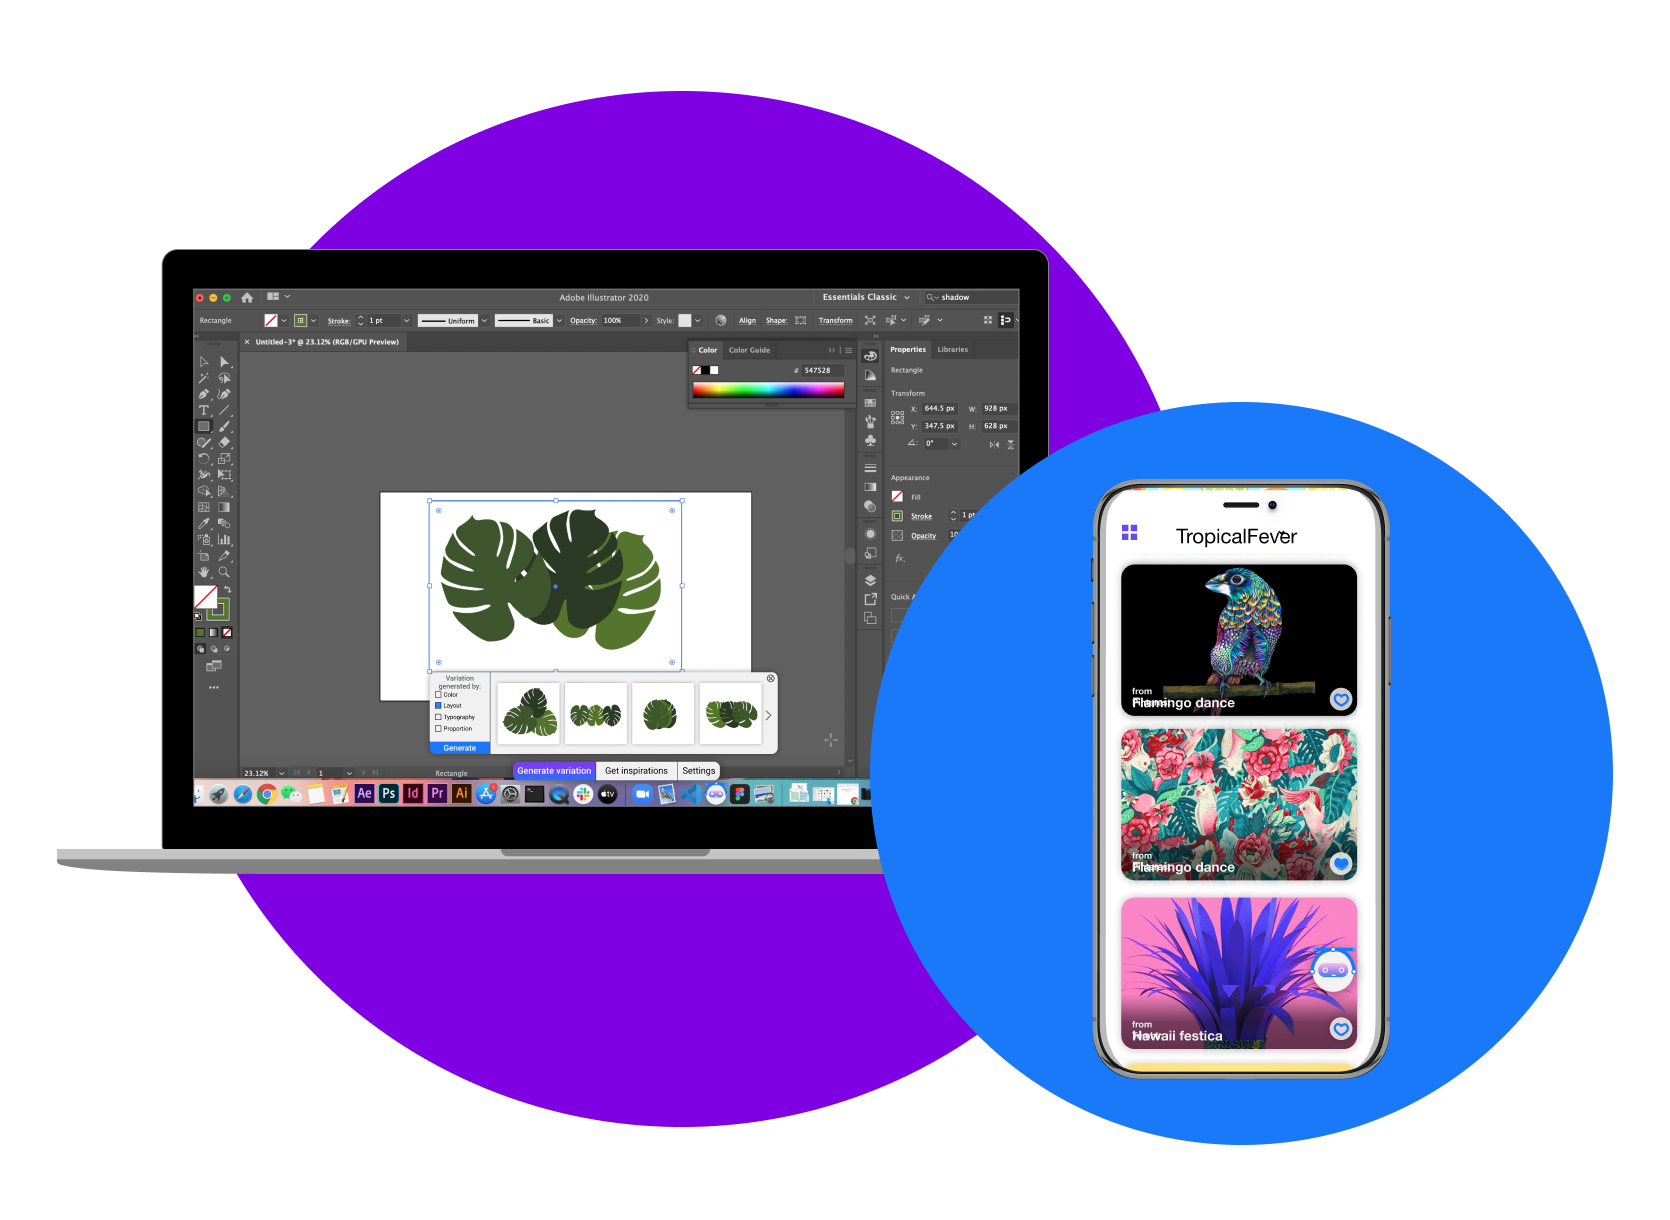 Adobe Illustrator 2020
Essentials Classic
shadow
Rectangle
Stroke:
1 pt
Uniform
Basic
Opacity:
100%
Style:
Align
Shape:
Transform
× Untitled-3* @ 23.12% (RGB/GPU Preview)
Color
Color Guide
# 547528
Properties
Libraries
Rectangle
Transform
X: 644.5 px
W: 928 px
Y: 347.5 px
H: 628 px
0°
Appearance
Fill
Stroke
1 pt
Opacity
10
fx.
Quick A
Variation
generated by:
Color
Layout
Typography
Proportion
Generate
23.12%
1
Rectangle
Generate variation
Get inspirations
Settings
Ae
Ps
Id
Pr
Ai
tv
TropicalFever
from
Flamingo dance
from
Flamingo dance
from
Hawaii festica